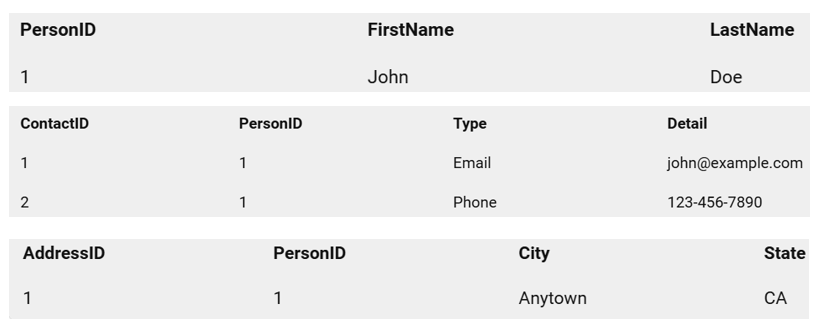 PersonID FirstName LastName
1 John Doe
ContactID PersonID Type Detail
1 1 Email john@example.com
2 1 Phone 123-456-7890
AddressID PersonID City State
1 1 Anytown CA